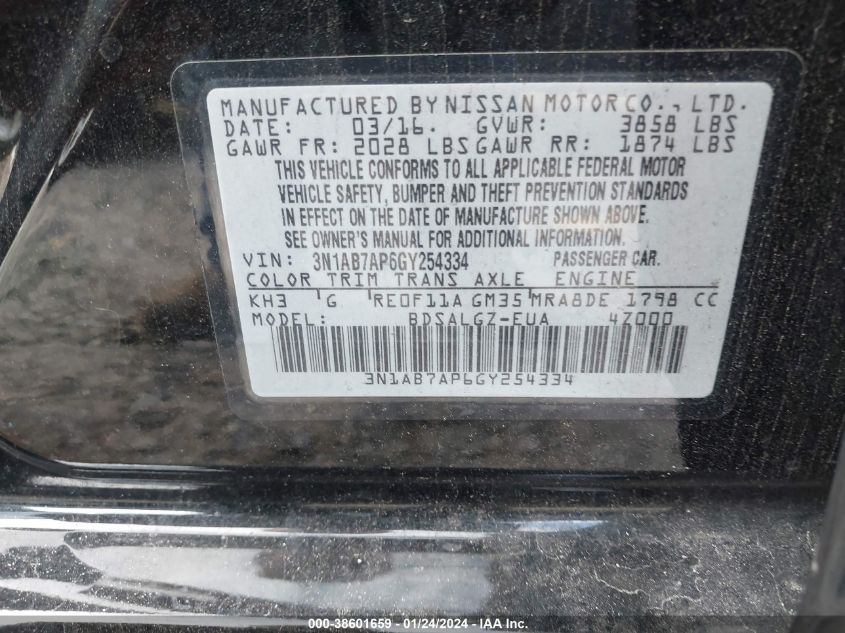 MANUFACTURED BY NISSAN MOTOR CO., LTD.
DATE: 03/16. GVWR: 3858 LBS
GAWR FR: 2028 LBS GAWR RR: 1874 LBS
THIS VEHICLE CONFORMS TO ALL APPLICABLE FEDERAL MOTOR
VEHICLE SAFETY, BUMPER AND THEFT PREVENTION STANDARDS
IN EFFECT ON THE DATE OF MANUFACTURE SHOWN ABOVE.
SEE OWNER'S MANUAL FOR ADDITIONAL INFORMATION.
VIN: 3N1AB7AP6GY254334 PASSENGER CAR.
COLOR TRIM TRANS AXLE ENGINE
KH3 G RE0F11A GM35 MRA8DE 1798 CC
MODEL: BDSALGZ-EUA 4Z000
3N1AB7AP6GY254334
000-38601659 - 01/24/2024 - IAAI.com